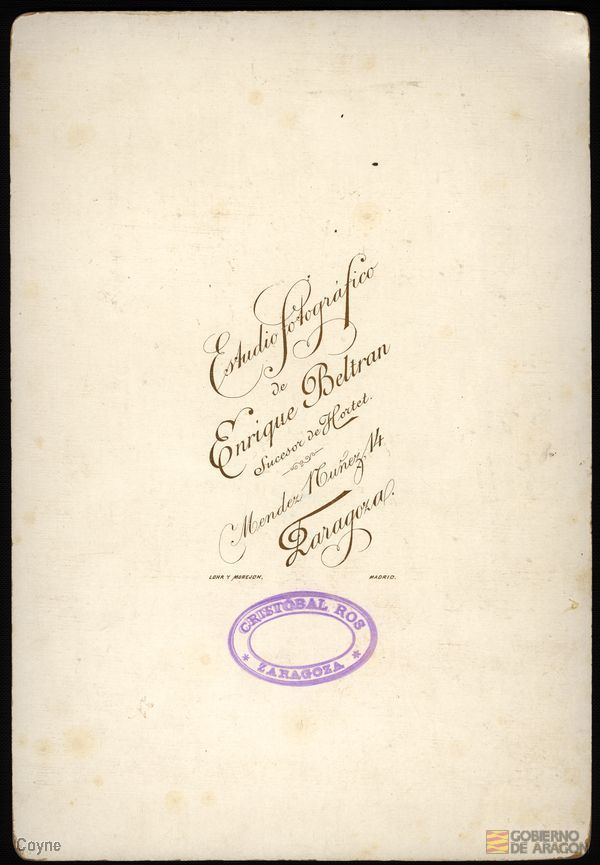 Estudio fotográfico
de
Enrique Beltran
Sucesor de Hortet.
Mendez Nuñez, 14
Zaragoza.
LOHR Y MOREJON, MADRID.
CRISTÓBAL ROS
* ZARAGOZA *
Coyne
GOBIERNO
DE ARAGON